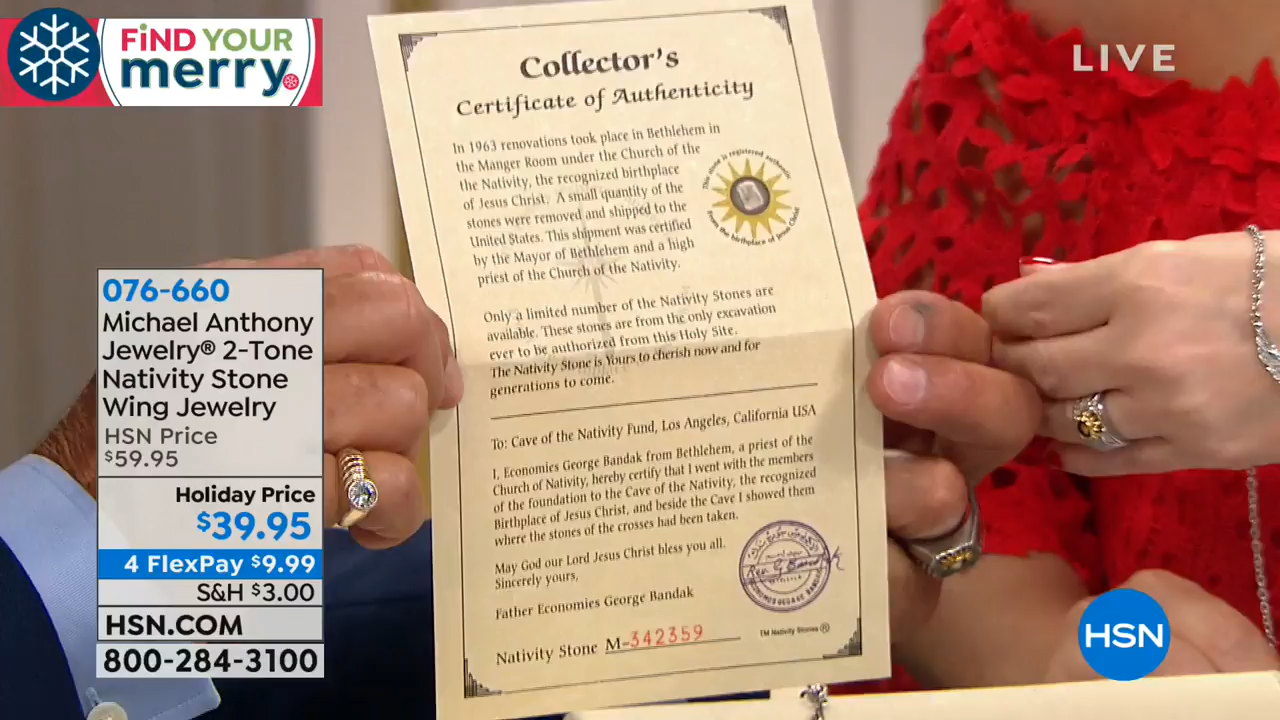 FiND YOUR
merry.
LIVE
Collector's
Certificate of Authenticity
In 1963 renovations took place in Bethlehem in
the Manger Room under the Church of the
the Nativity, the recognized birthplace
of Jesus Christ. A small quantity of the
stones were removed and shipped to the
United States. This shipment was certified
by the Mayor of Bethlehem and a high
priest of the Church of the Nativity.
This stone is registered authentic
from the birthplace of Jesus Christ
Only a limited number of the Nativity Stones are
available. These stones are from the only excavation
ever to be authorized from this Holy Site.
The Nativity Stone is Yours to cherish now and for
generations to come.
To: Cave of the Nativity Fund, Los Angeles, California USA
I, Economies George Bandak from Bethlehem, a priest of the
Church of Nativity, hereby certify that I went with the members
of the foundation to the Cave of the Nativity, the recognized
Birthplace of Jesus Christ, and beside the Cave I showed them
where the stones of the crosses had been taken.
May God our Lord Jesus Christ bless you all.
Sincerely yours,
Father Economies George Bandak
Nativity Stone M-342359
TM Nativity Stones ®
076-660
Michael Anthony
Jewelry® 2-Tone
Nativity Stone
Wing Jewelry
HSN Price
$59.95
Holiday Price
$39.95
4 FlexPay $9.99
S&H $3.00
HSN.COM
800-284-3100
HSN